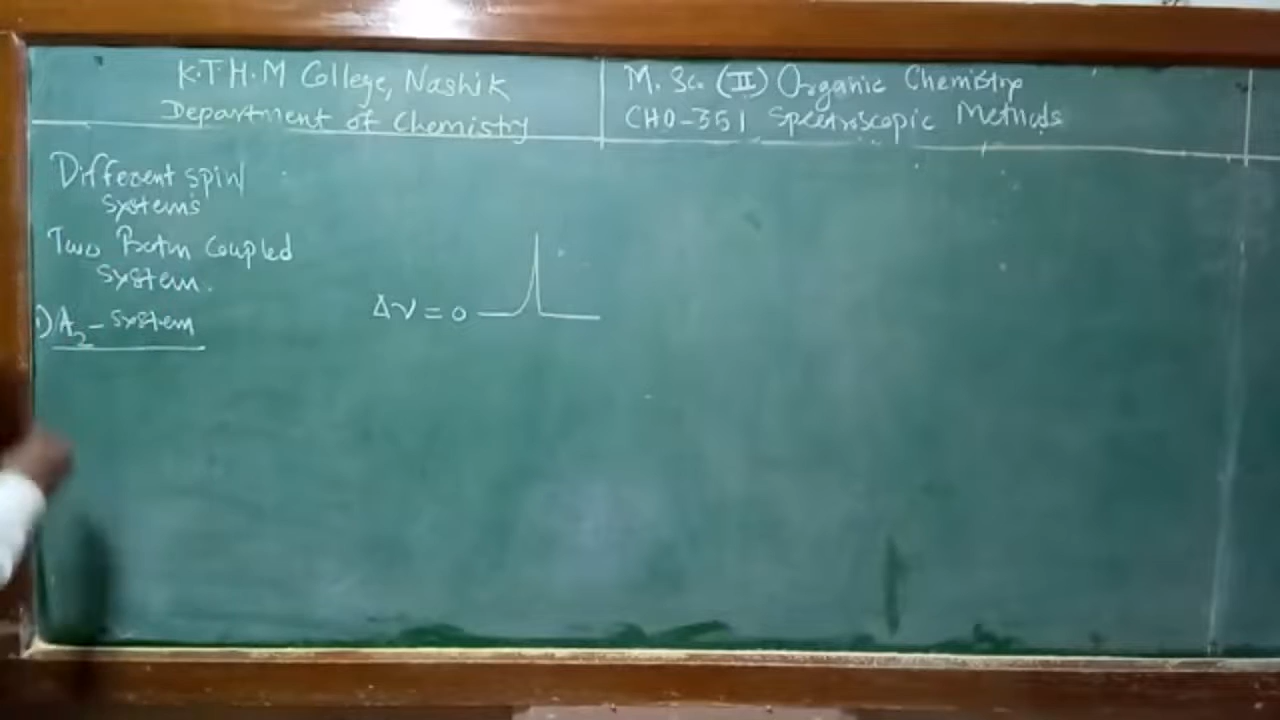 K.T.H.M College, Nashik
Department of Chemistry
M. Sc. (II) Organic Chemistry
CHO-351 Spectroscopic Methods
Different spin
systems
Two Proton Coupled
system.
1) A2 - system
Δν = 0